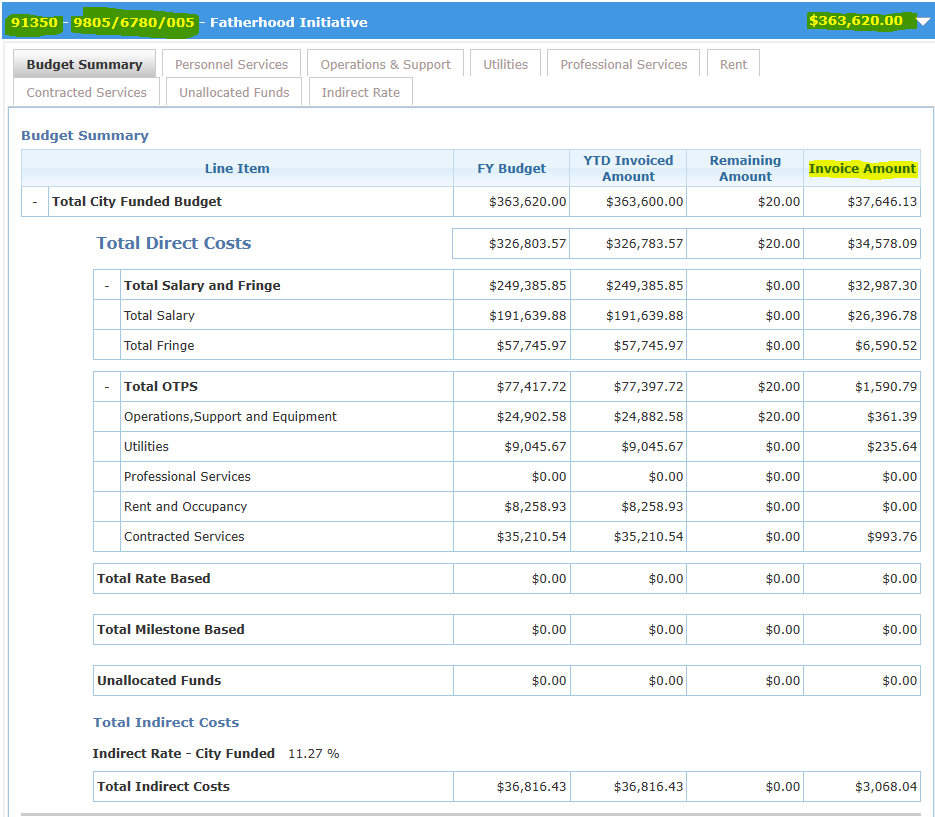 91350 - 9805/6780/005 - Fatherhood Initiative $363,620.00
Budget Summary Personnel Services Operations & Support Utilities Professional Services Rent
Contracted Services Unallocated Funds Indirect Rate
Budget Summary
Line Item FY Budget YTD Invoiced Amount Remaining Amount Invoice Amount
- Total City Funded Budget $363,620.00 $363,600.00 $20.00 $37,646.13
Total Direct Costs $326,803.57 $326,783.57 $20.00 $34,578.09
- Total Salary and Fringe $249,385.85 $249,385.85 $0.00 $32,987.30
Total Salary $191,639.88 $191,639.88 $0.00 $26,396.78
Total Fringe $57,745.97 $57,745.97 $0.00 $6,590.52
- Total OTPS $77,417.72 $77,397.72 $20.00 $1,590.79
Operations,Support and Equipment $24,902.58 $24,882.58 $20.00 $361.39
Utilities $9,045.67 $9,045.67 $0.00 $235.64
Professional Services $0.00 $0.00 $0.00 $0.00
Rent and Occupancy $8,258.93 $8,258.93 $0.00 $0.00
Contracted Services $35,210.54 $35,210.54 $0.00 $993.76
Total Rate Based $0.00 $0.00 $0.00 $0.00
Total Milestone Based $0.00 $0.00 $0.00 $0.00
Unallocated Funds $0.00 $0.00 $0.00 $0.00
Total Indirect Costs
Indirect Rate - City Funded 11.27 %
Total Indirect Costs $36,816.43 $36,816.43 $0.00 $3,068.04